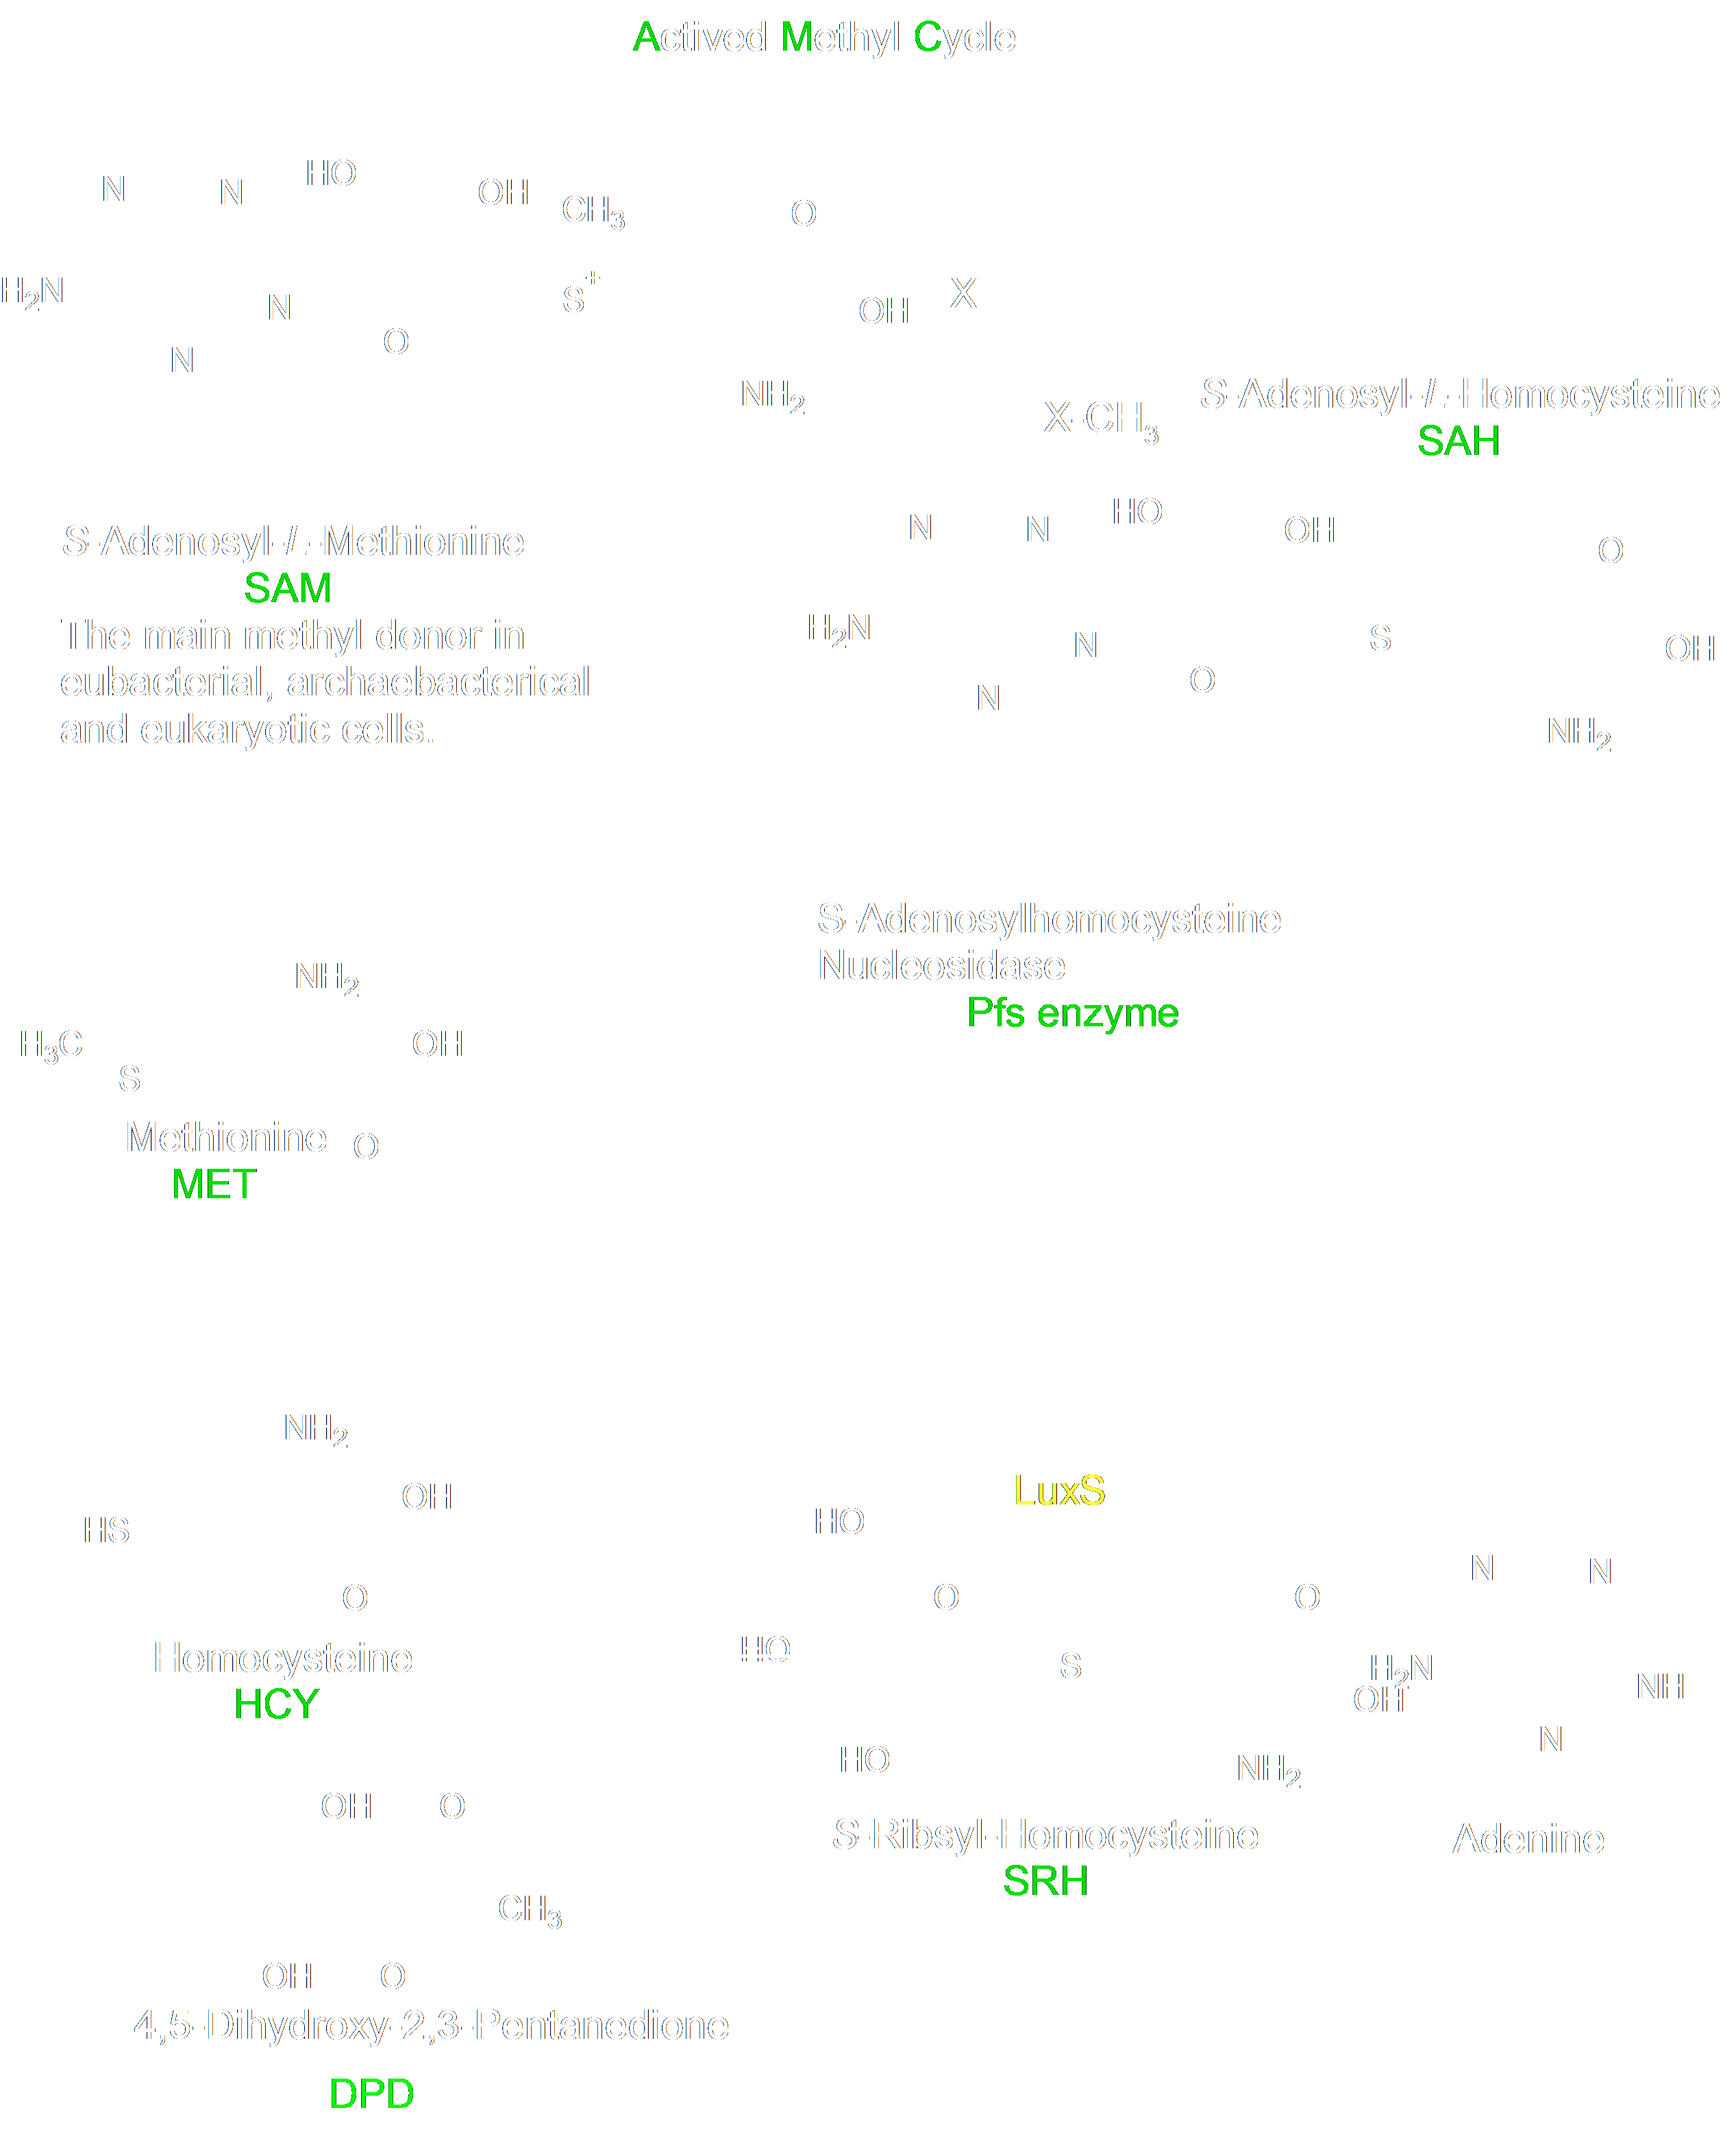 Actived Methyl Cycle
N
N
HO
OH
CH3
O
H2N
N
S+
OH
X
N
O
NH2
X-CH3
S-Adenosyl-L-Homocysteine
SAH
S-Adenosyl-L-Methionine
SAM
The main methyl donor in
eubacterial, archaebacterical
and eukaryotic cells.
N
N
HO
OH
O
H2N
N
S
OH
N
O
NH2
S-Adenosylhomocysteine
Nucleosidase
Pfs enzyme
NH2
H3C
OH
S
Methionine
O
MET
NH2
OH
HS
O
Homocysteine
HCY
LuxS
HO
O
O
HO
S
OH
HO
NH2
S-Ribsyl-Homocysteine
SRH
N
N
H2N
NH
N
Adenine
OH
O
CH3
OH
O
4,5-Dihydroxy-2,3-Pentanedione
DPD